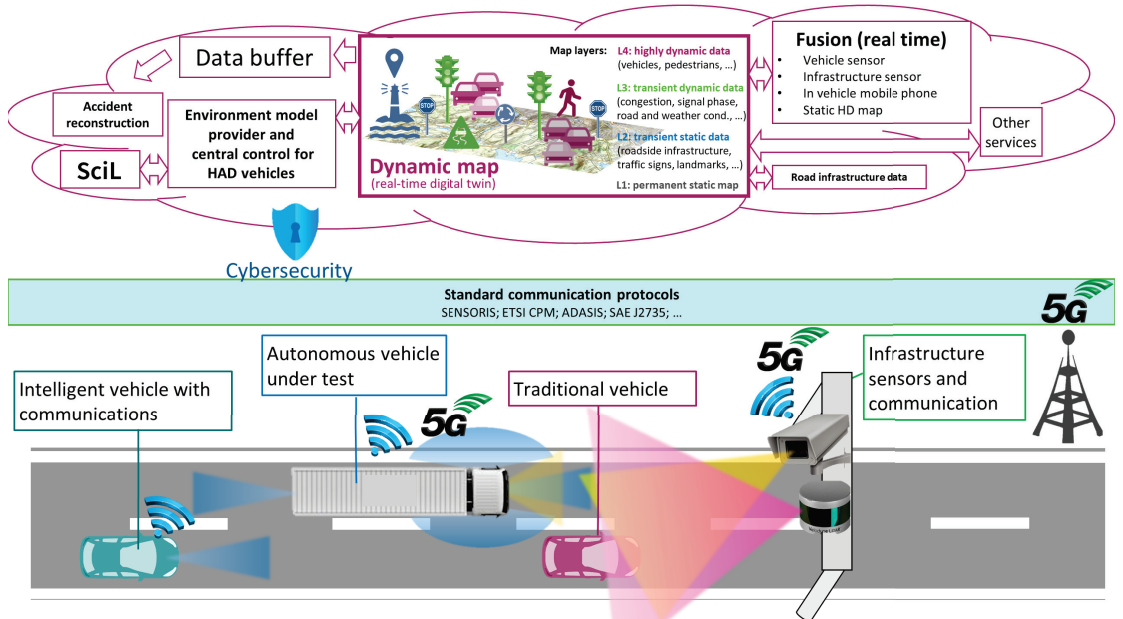 Data buffer
Accident
reconstruction
Environment model
provider and
central control for
HAD vehicles
SciL
Map layers:
L4: highly dynamic data
(vehicles, pedestrians, ...)
L3: transient dynamic data
(congestion, signal phase,
road and weather cond., ...)
L2: transient static data
(roadside infrastructure,
traffic signs, landmarks, ...)
L1: permanent static map
STOP
STOP
Dynamic map
(real-time digital twin)
Fusion (real time)
• Vehicle sensor
• Infrastructure sensor
• In vehicle mobile phone
• Static HD map
Other
services
Road infrastructure data
Cybersecurity
Standard communication protocols
SENSORIS; ETSI CPM; ADASIS; SAE J2735; ...
5G
Intelligent vehicle with
communications
Autonomous vehicle
under test
5G
Traditional vehicle
5G
Infrastructure
sensors and
communication